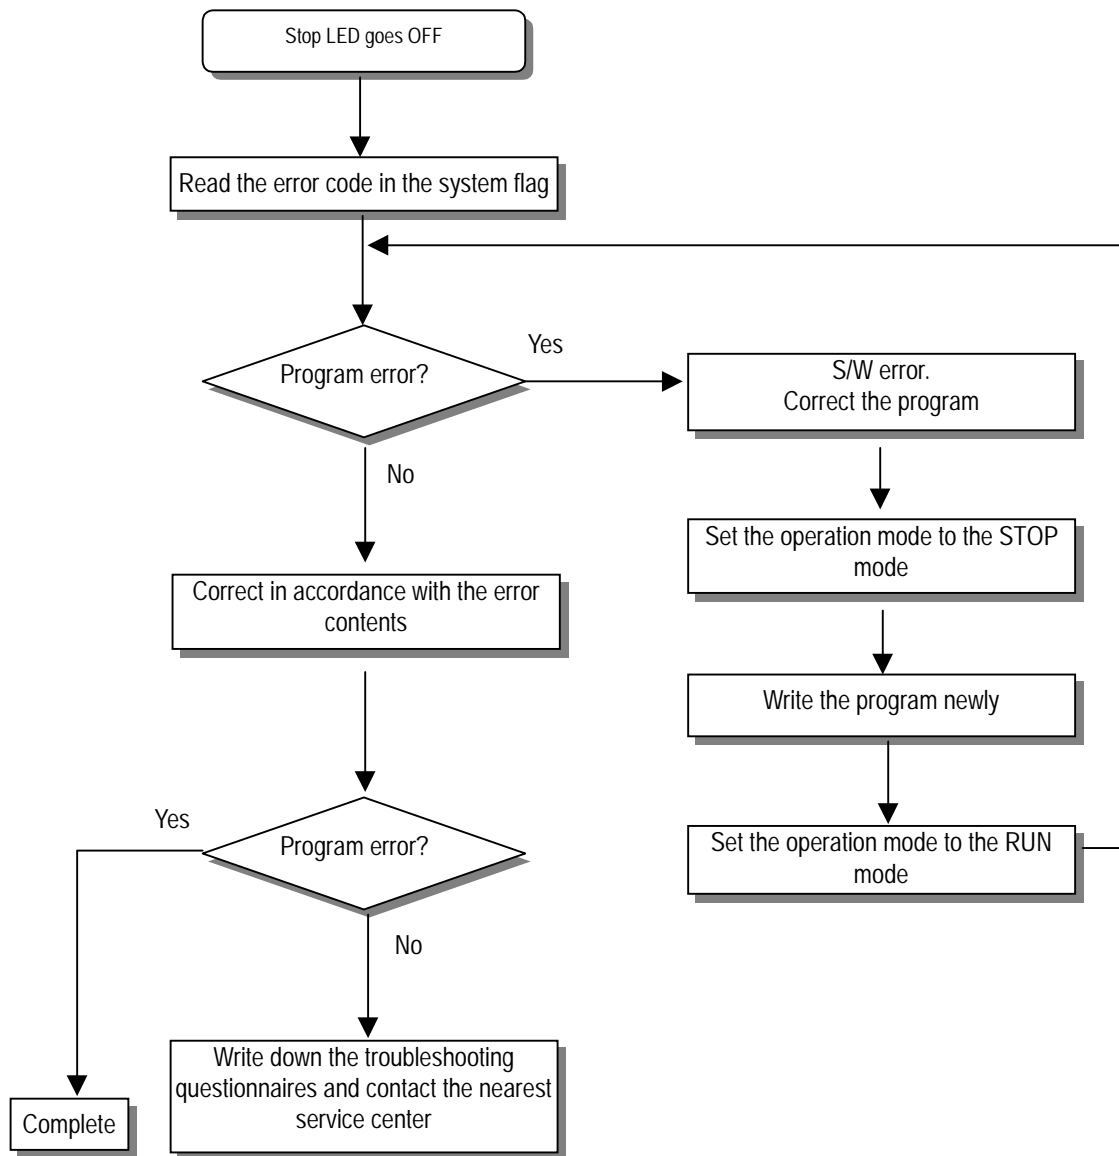 Stop LED goes OFF
Read the error code in the system flag
Program error?
Yes
S/W error.
Correct the program
No
Set the operation mode to the STOP
mode
Correct in accordance with the error
contents
Write the program newly
Yes
Program error?
Set the operation mode to the RUN
mode
No
Write down the troubleshooting
questionnaires and contact the nearest
service center
Complete